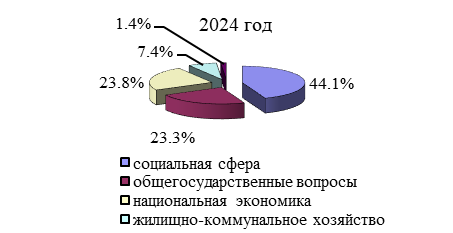 2024 год
1.4%
7.4%
23.8%
44.1%
23.3%
социальная сфера
общегосударственные вопросы
национальная экономика
жилищно-коммунальное хозяйство